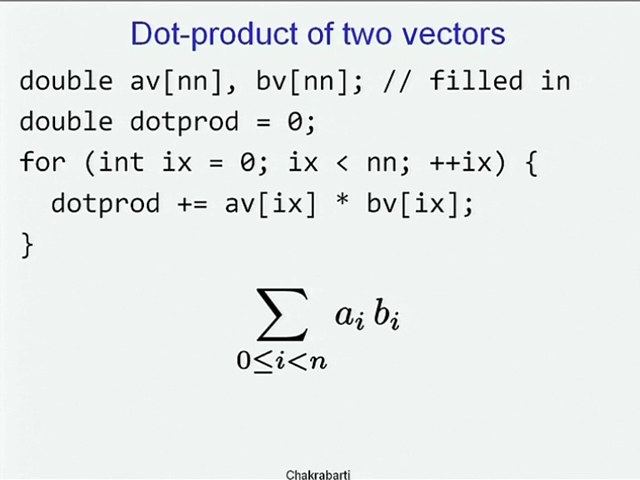 Dot-product of two vectors
double av[nn], bv[nn]; // filled in
double dotprod = 0;
for (int ix = 0; ix < nn; ++ix) {
dotprod += av[ix] * bv[ix];
}
∑ aᵢ bᵢ
0≤i<n
Chakrabarti